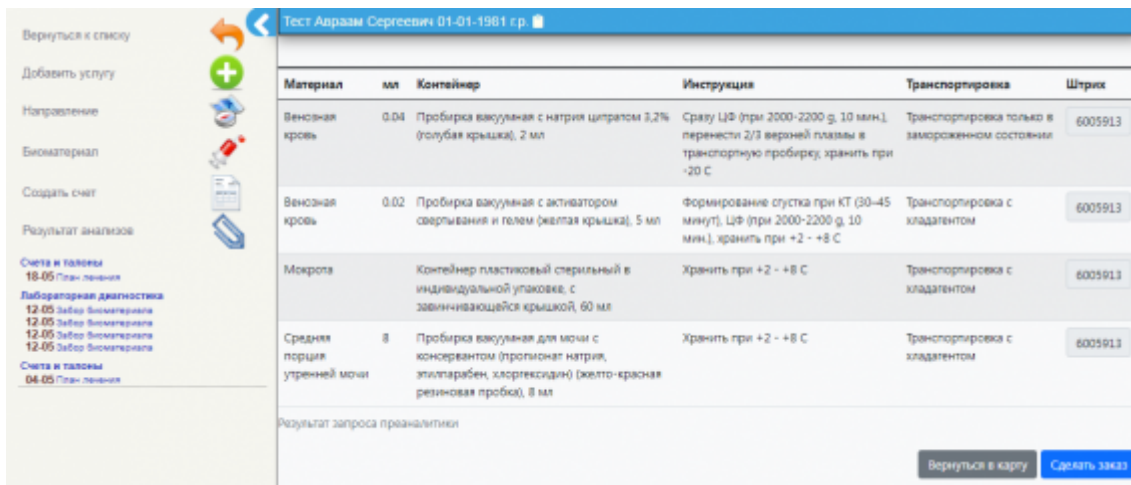 Вернуться к списку
Добавить услугу
Направление
Биоматериал
Создать счет
Результат анализов
Счета и талоны
18-05 План лечения
Лабораторная диагностика
12-05 Забор биоматериала
12-05 Забор биоматериала
12-05 Забор биоматериала
12-05 Забор биоматериала
Счета и талоны
04-05 План лечения
Тест Авраам Сергеевич 01-01-1981 г.р.
Материал мл Контейнер Инструкция Транспортировка Штрих
Венозная 0.04 Пробирка вакуумная с натрия цитратом 3,2% Сразу ЦФ (при 2000-2200 g, 10 мин.), Транспортировка только в 6005913
кровь (голубая крышка), 2 мл перенести 2/3 верхней плазмы в замороженном состоянии
транспортную пробирку, хранить при
-20 С
Венозная 0.02 Пробирка вакуумная с активатором Формирование сгустка при КТ (30–45 Транспортировка с 6005913
кровь свертывания и гелем (желтая крышка), 5 мл минут), ЦФ (при 2000-2200 g, 10 хладагентом
мин.), хранить при +2 - +8 С
Мокрота Контейнер пластиковый стерильный в Хранить при +2 - +8 С Транспортировка с 6005913
индивидуальной упаковке, с хладагентом
завинчивающейся крышкой, 60 мл
Средняя 8 Пробирка вакуумная для мочи с Хранить при +2 - +8 С Транспортировка с 6005913
порция консервантом (пропионат натрия, хладагентом
утренней мочи этилпарабен, хлоргексидин) (желто-красная
резиновая пробка), 8 мл
Результат запроса преаналитики
Вернуться в карту Сделать заказ